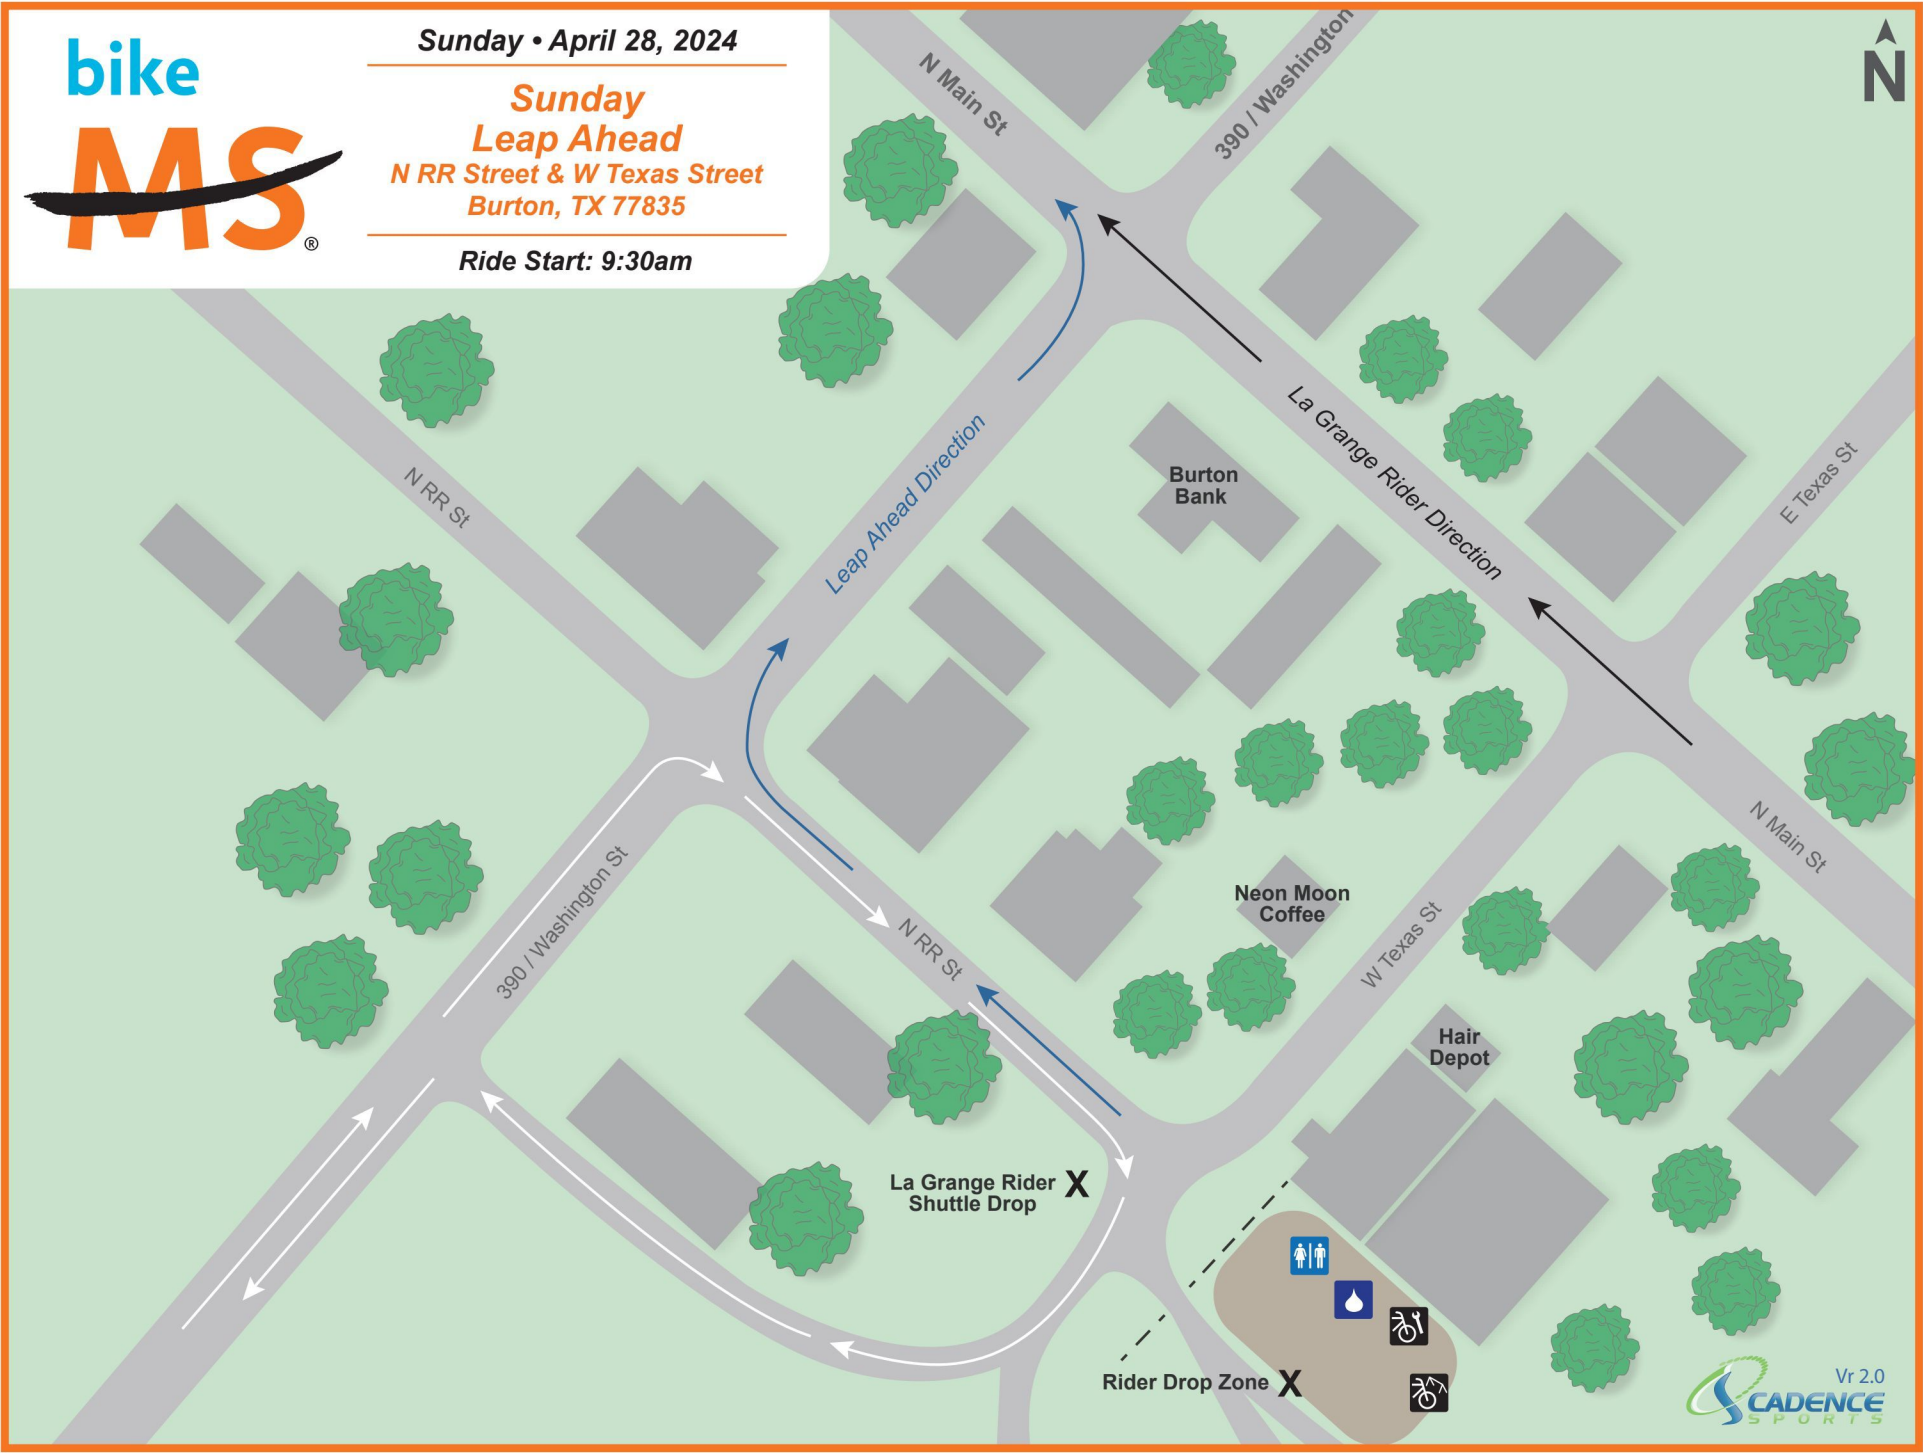 bike
MS®
Sunday • April 28, 2024
Sunday
Leap Ahead
N RR Street & W Texas Street
Burton, TX 77835
Ride Start: 9:30am
N
N Main St
390 / Washington
La Grange Rider Direction
E Texas St
Leap Ahead Direction
Burton
Bank
N RR St
N Main St
390 / Washington St
N RR St
Neon Moon
Coffee
W Texas St
Hair
Depot
La Grange Rider
Shuttle Drop X
Rider Drop Zone X
Vr 2.0
CADENCE
SPORTS